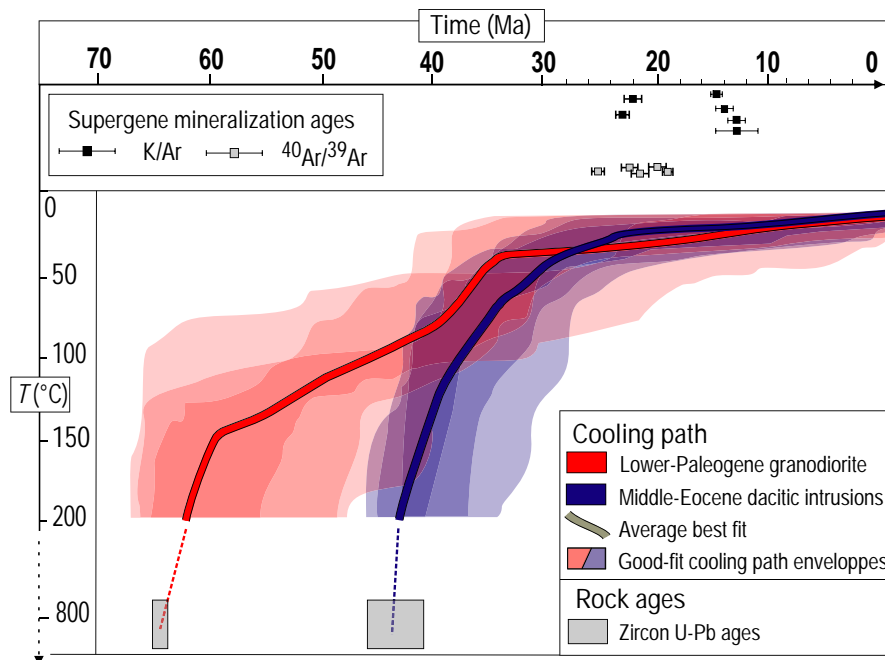 Time (Ma)
70 60 50 40 30 20 10 0
Supergene mineralization ages
K/Ar 40Ar/39Ar
0
50
100
T (°C)
150
200
800
Cooling path
Lower-Paleogene granodiorite
Middle-Eocene dacitic intrusions
Average best fit
Good-fit cooling path enveloppes
Rock ages
Zircon U-Pb ages